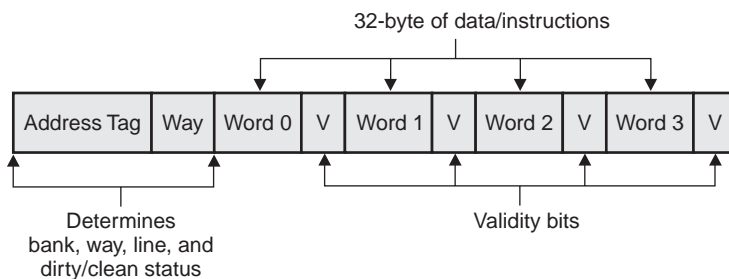 32-byte of data/instructions
Address Tag Way Word 0 V Word 1 V Word 2 V Word 3 V
Determines
bank, way, line, and
dirty/clean status
Validity bits